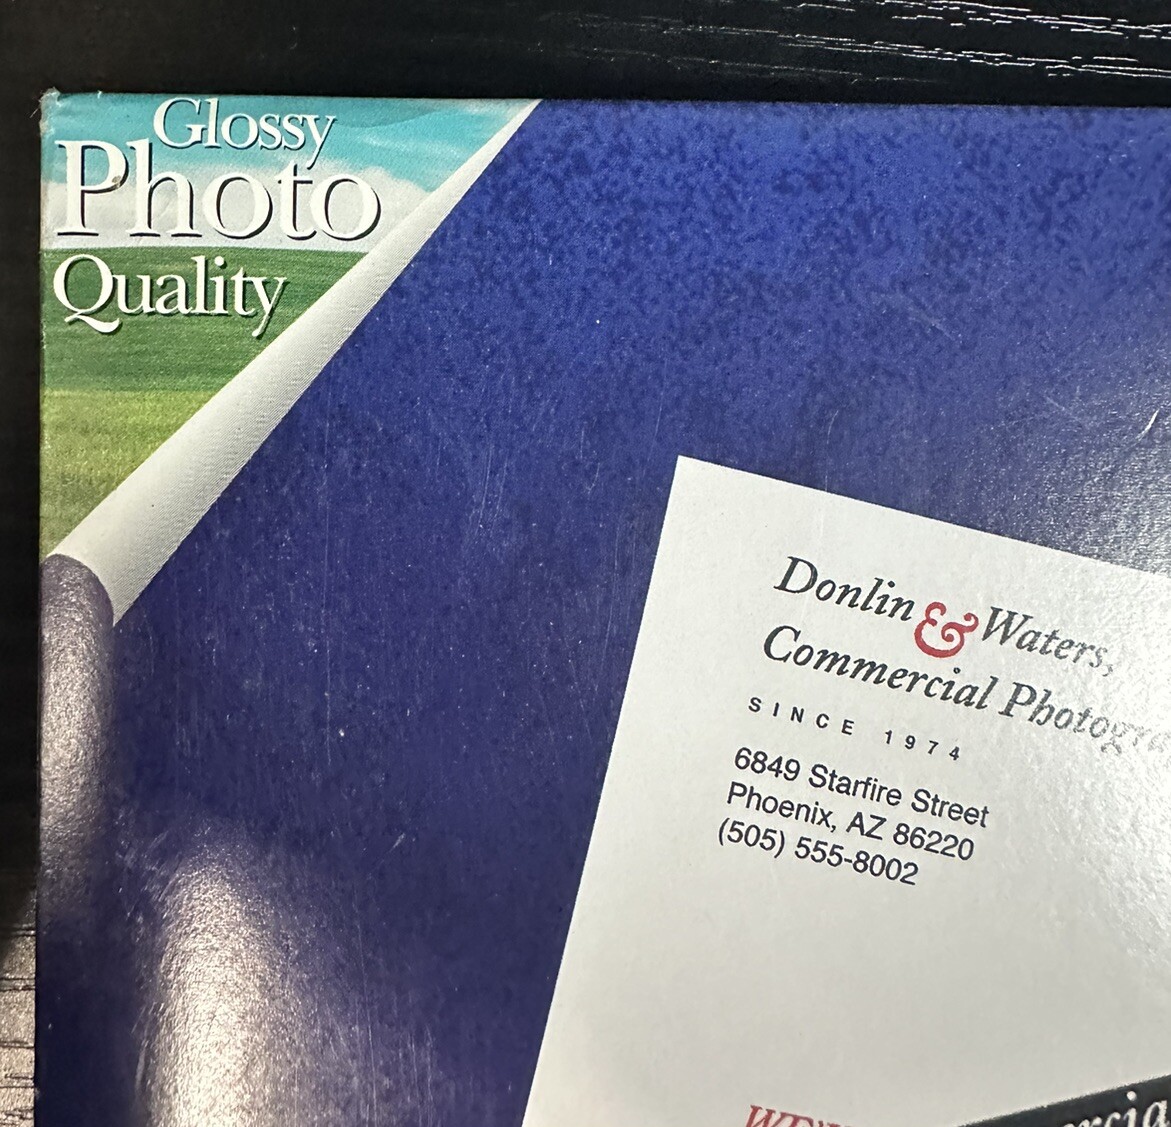 Glossy
Photo
Quality
Donlin & Waters,
Commercial
SINCE 1974
6849 Starfire Street
Phoenix, AZ 86220
(505) 555-8002